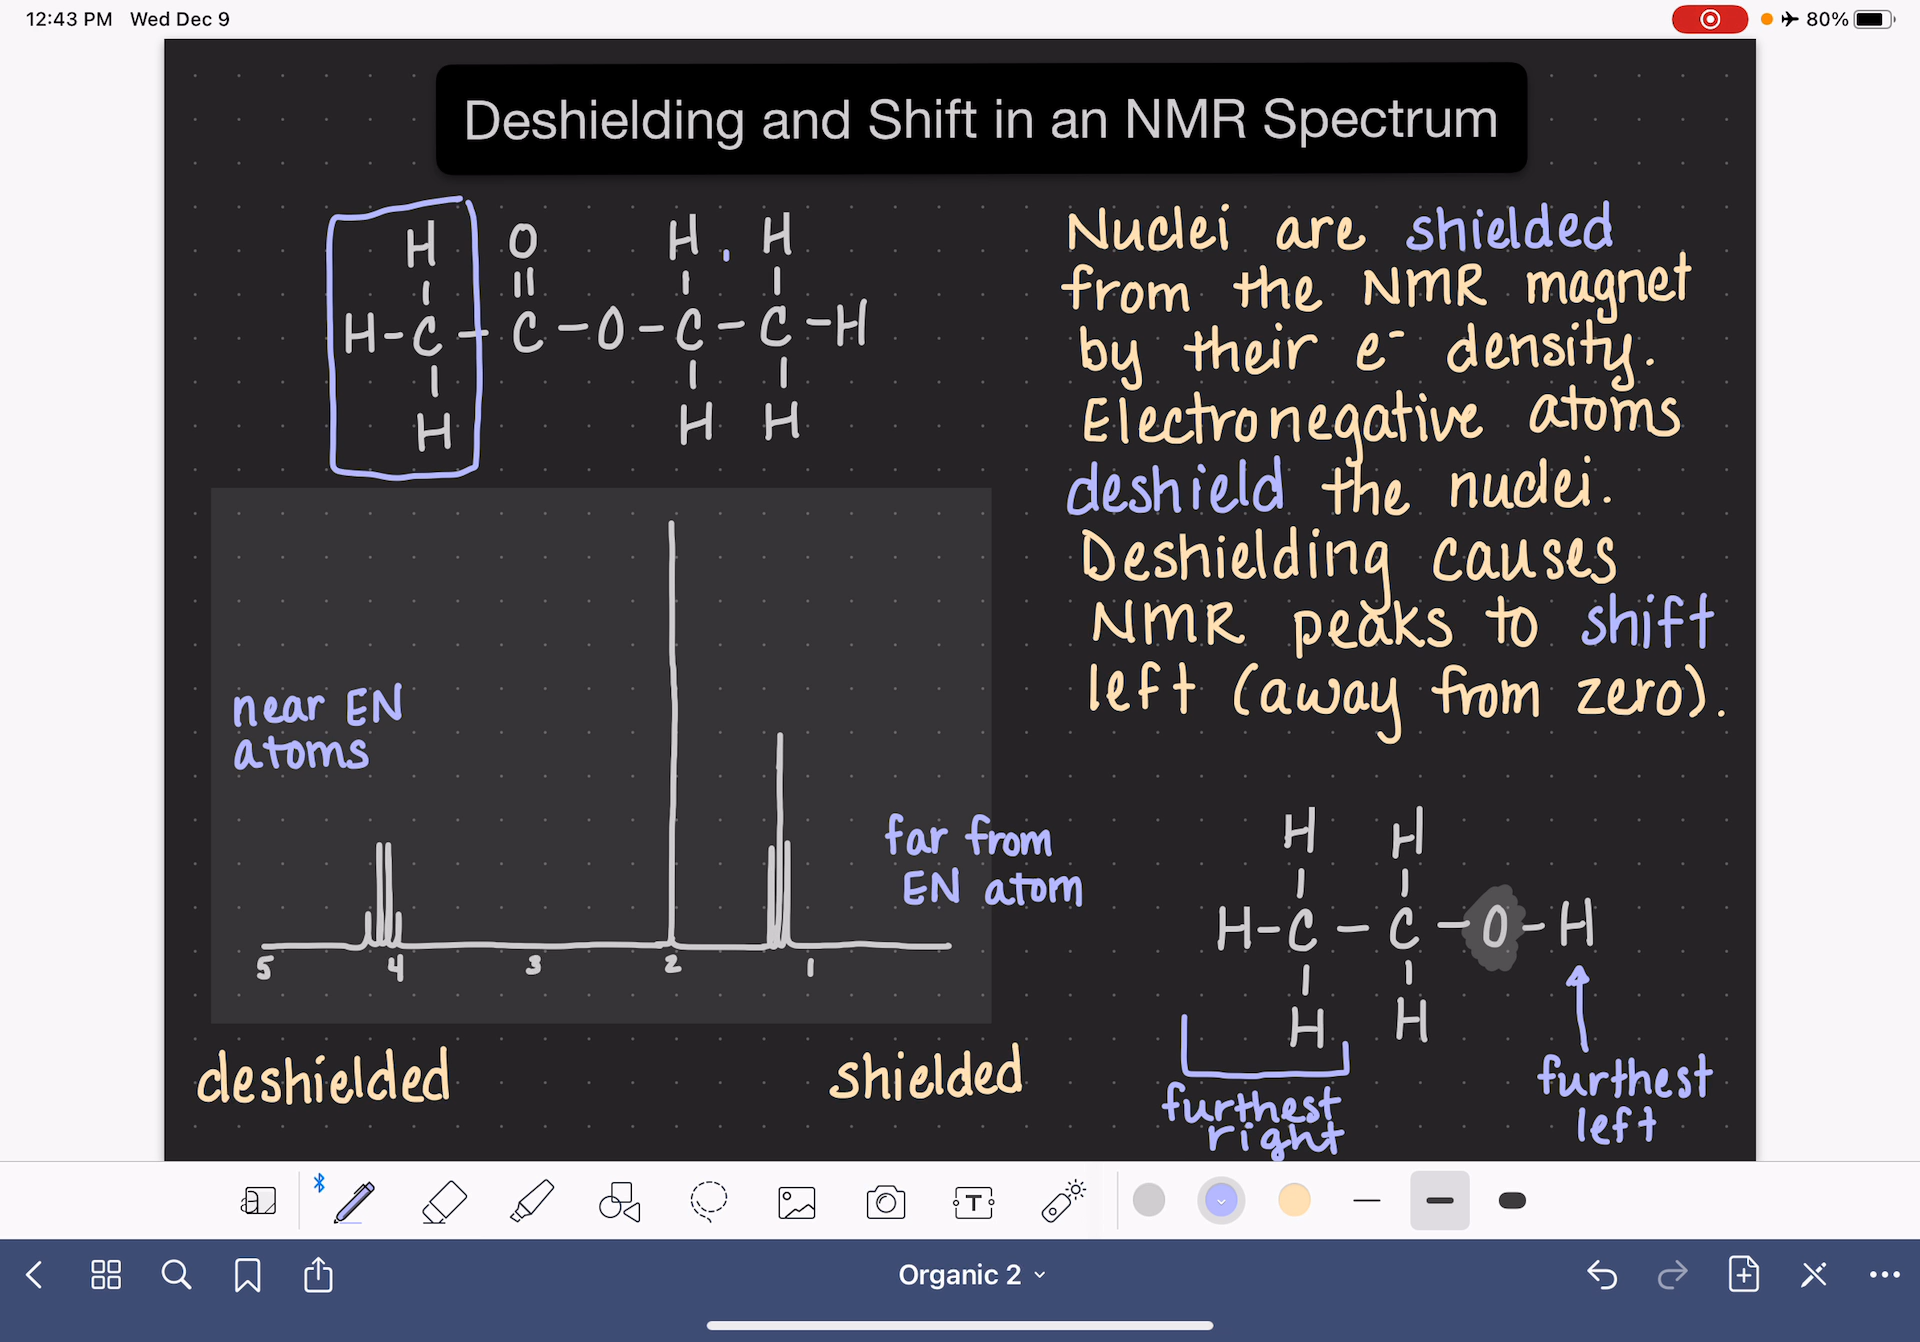 12:43 PM Wed Dec 9
80%
Deshielding and Shift in an NMR Spectrum
H O H H
H-C-C-O-C-C-H
H H H
Nuclei are shielded
from the NMR magnet
by their e⁻ density.
Electronegative atoms
deshield the nuclei.
Deshielding causes
NMR peaks to shift
left (away from zero).
near EN
atoms
far from
EN atom
5 4 3 2 1
deshielded
shielded
H H
H-C-C-O-H
H H
furthest
right
furthest
left
T
Organic 2